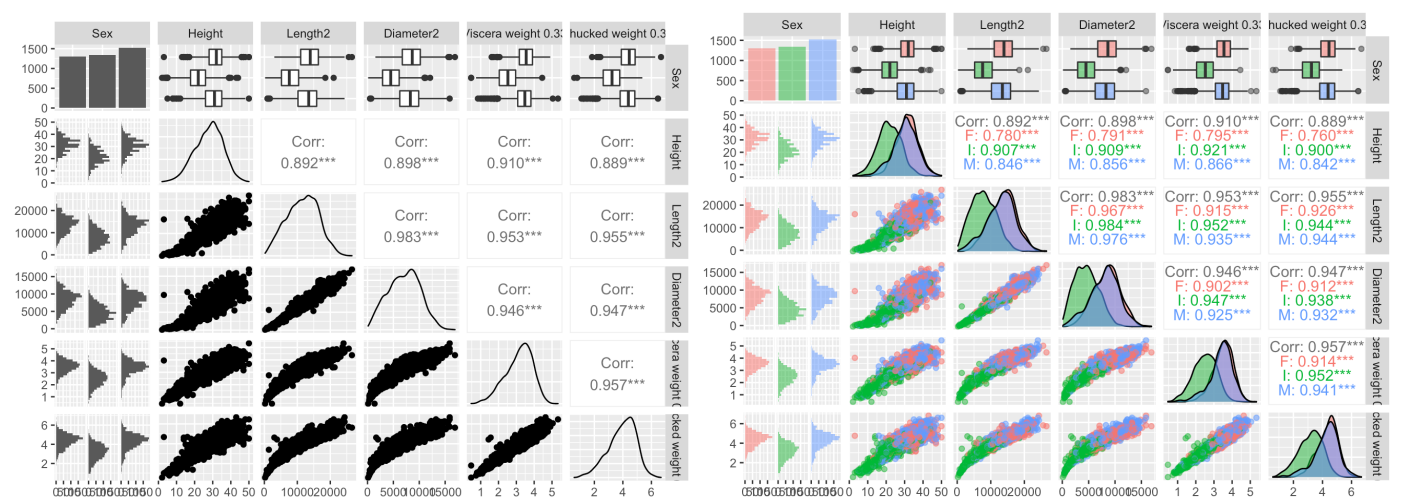 Sex Height Length2 Diameter2 Viscera weight 0.33 hucked weight 0.3
1500
1000
500
0
Sex
50
40
30
20
10
0
Corr:
0.892***
Corr:
0.898***
Corr:
0.910***
Corr:
0.889***
Height
20000
10000
0
Corr:
0.983***
Corr:
0.953***
Corr:
0.955***
Length2
15000
10000
5000
0
Corr:
0.946***
Corr:
0.947***
Diameter2
5
4
3
2
1
Corr:
0.957***
cera weight (
6
4
2
cked weight
0 10 20 30 40 50 0 10000 20000 0 5000 10000 15000 1 2 3 4 5 2 4 6
Sex Height Length2 Diameter2 Viscera weight 0.33 hucked weight 0.3
1500
1000
500
0
Sex
50
40
30
20
10
0
Corr: 0.892***
F: 0.780***
I: 0.907***
M: 0.846***
Corr: 0.898***
F: 0.791***
I: 0.909***
M: 0.856***
Corr: 0.910***
F: 0.795***
I: 0.921***
M: 0.866***
Corr: 0.889***
F: 0.760***
I: 0.900***
M: 0.842***
Height
20000
10000
0
Corr: 0.983***
F: 0.967***
I: 0.984***
M: 0.976***
Corr: 0.953***
F: 0.915***
I: 0.952***
M: 0.935***
Corr: 0.955***
F: 0.926***
I: 0.944***
M: 0.944***
Length2
15000
10000
5000
0
Corr: 0.946***
F: 0.902***
I: 0.947***
M: 0.925***
Corr: 0.947***
F: 0.912***
I: 0.938***
M: 0.932***
Diameter2
5
4
3
2
1
Corr: 0.957***
F: 0.914***
I: 0.952***
M: 0.941***
cera weight (
6
4
2
cked weight
0 10 20 30 40 50 0 10000 20000 0 5000 10000 15000 1 2 3 4 5 2 4 6